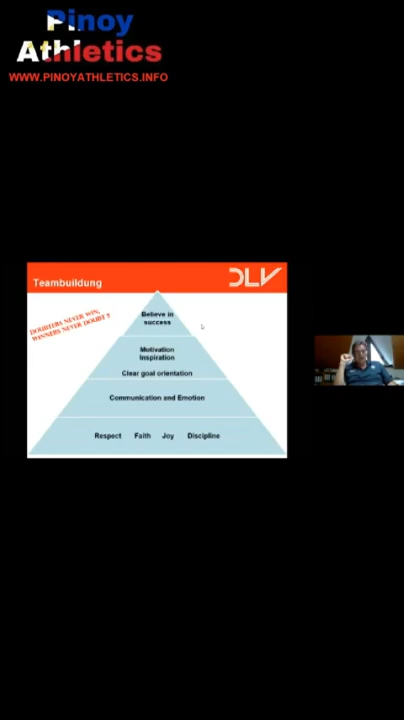 Pinoy
Athletics
WWW.PINOYATHLETICS.INFO
Teambuildung
DLV
DOUBTERS NEVER WIN,
WINNERS NEVER DOUBT !
Believe in
success
Motivation
Inspiration
Clear goal orientation
Communication and Emotion
Respect Faith Joy Discipline